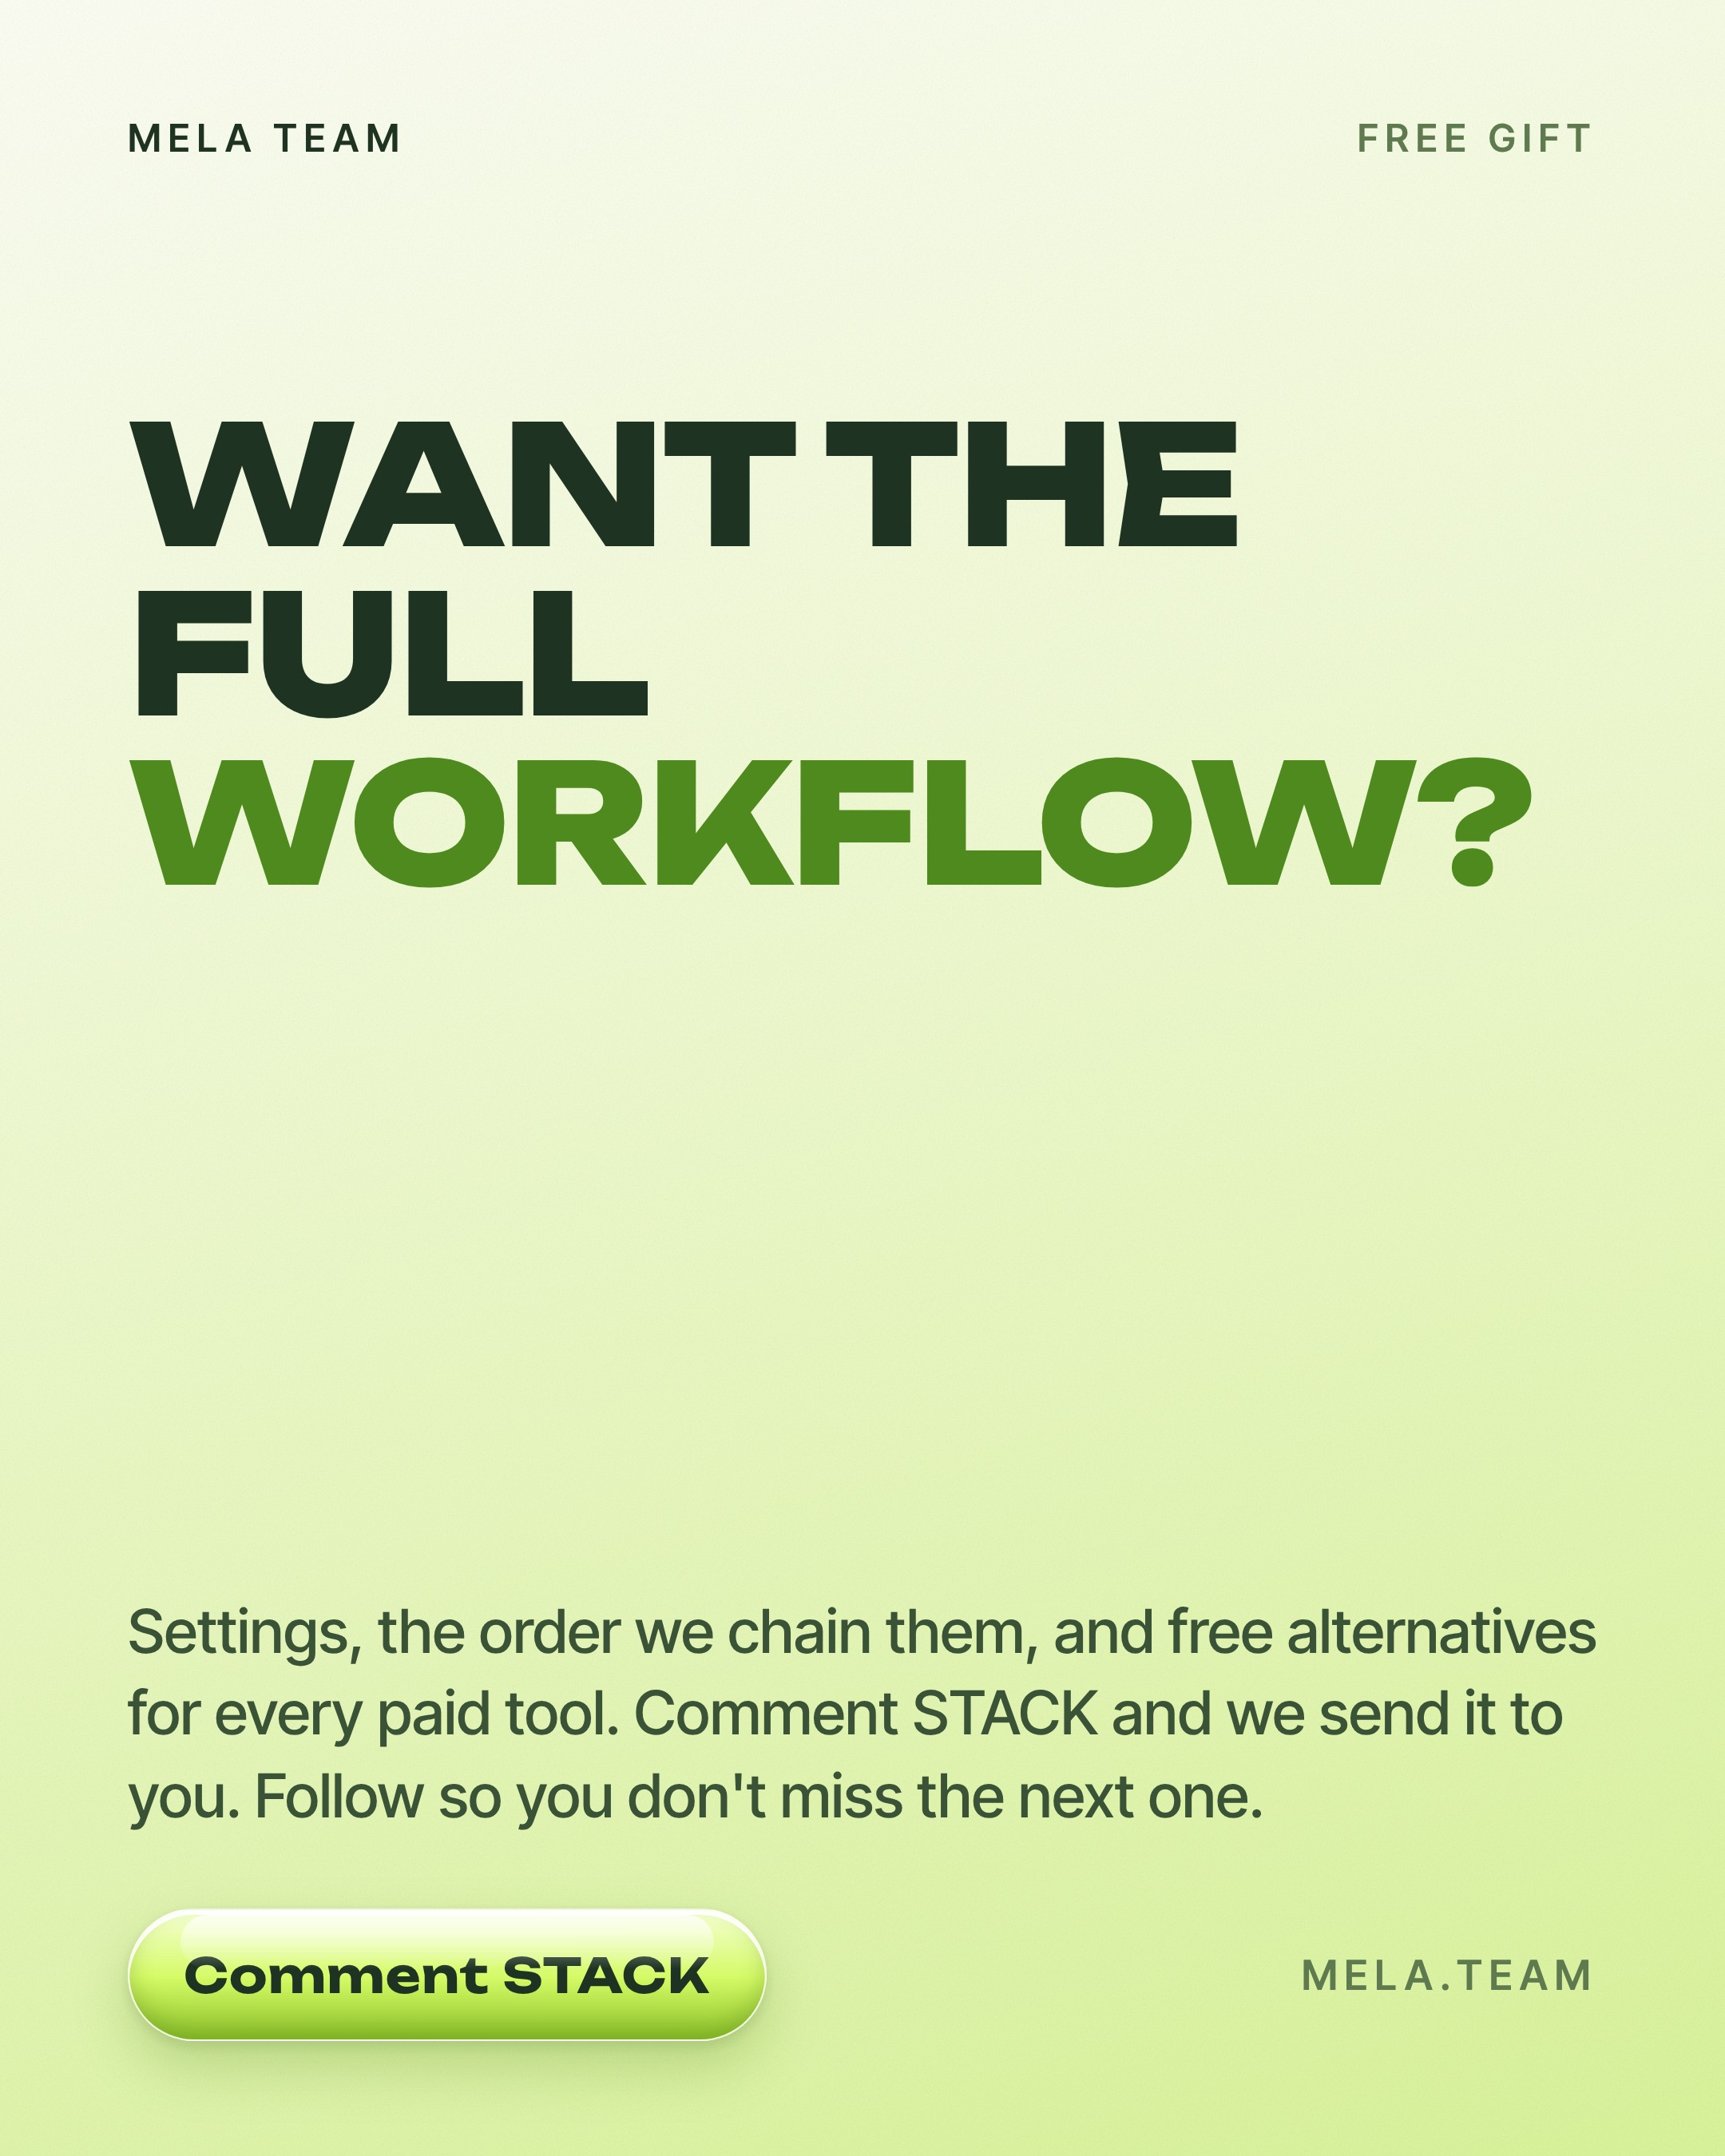 MELA TEAM
FREE GIFT
WANT THE
FULL
WORKFLOW?
Settings, the order we chain them, and free alternatives
for every paid tool. Comment STACK and we send it to
you. Follow so you don't miss the next one.
Comment STACK
MELA.TEAM